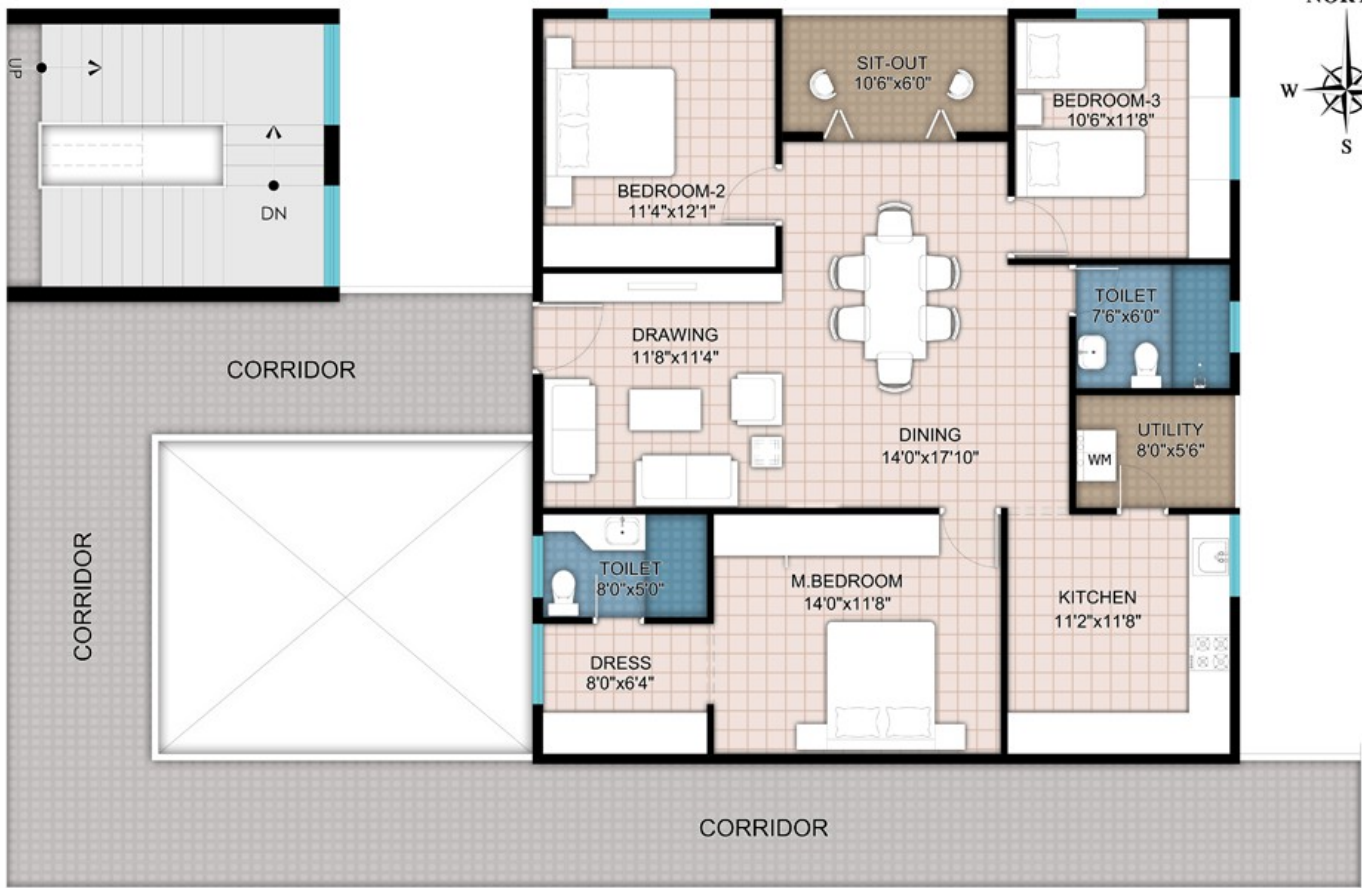 UP
DN
SIT-OUT
10'6"x6'0"
BEDROOM-3
10'6"x11'8"
W
S
BEDROOM-2
11'4"x12'1"
TOILET
7'6"x6'0"
DRAWING
11'8"x11'4"
CORRIDOR
DINING
14'0"x17'10"
UTILITY
8'0"x5'6"
WM
CORRIDOR
TOILET
8'0"x5'0"
M.BEDROOM
14'0"x11'8"
KITCHEN
11'2"x11'8"
DRESS
8'0"x6'4"
CORRIDOR